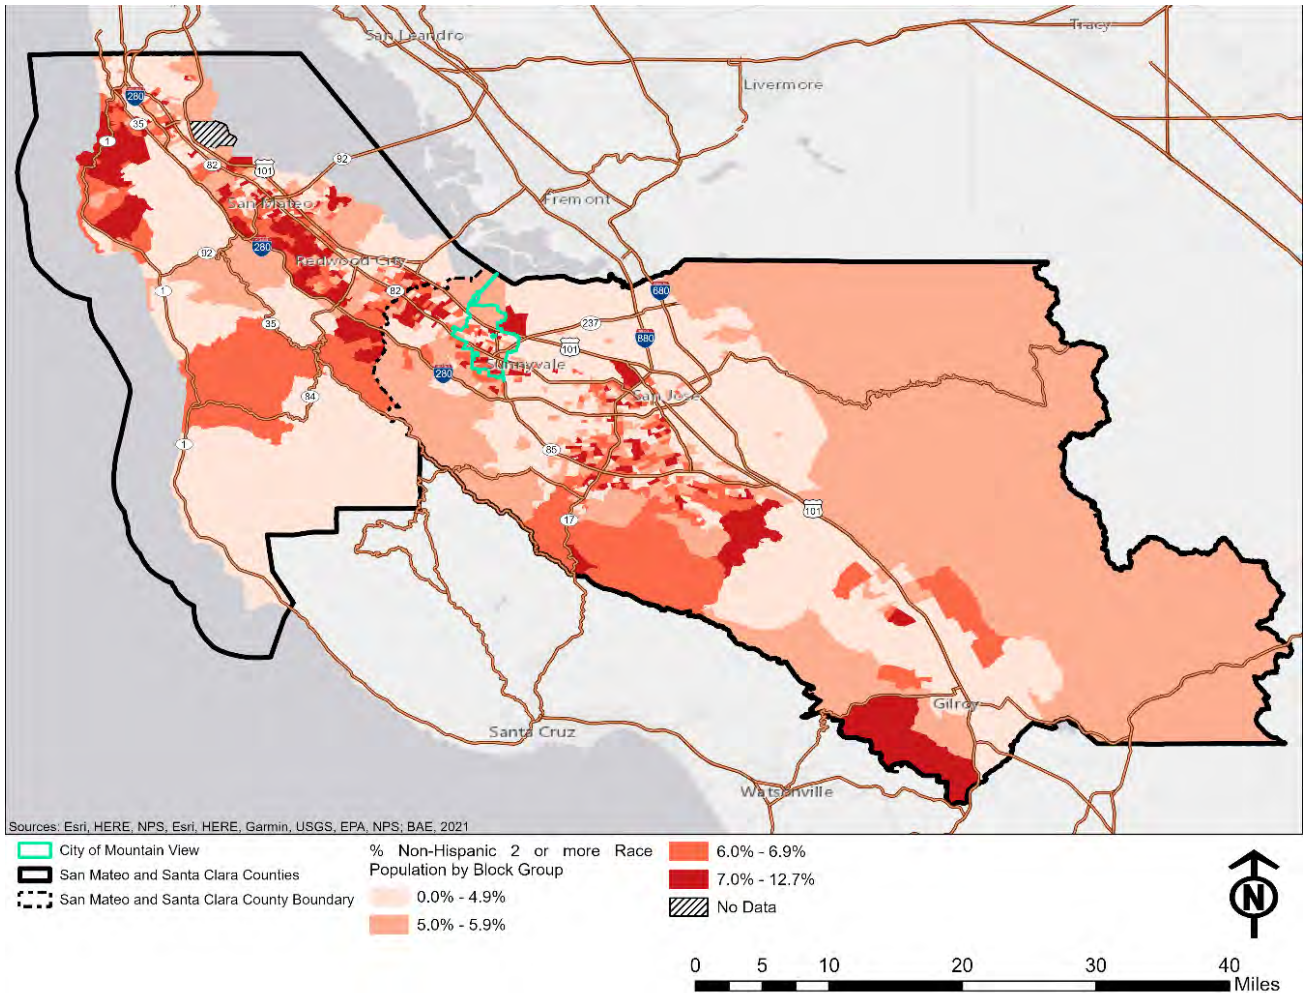 San Leandro
Tracy
Livermore
280
35
1
82
101
92
San Mateo
Fremont
280
92
Redwood City
1
82
680
35
237
880
101
Sunnyvale
280
84
San Jose
1
85
101
17
Gilroy
Santa Cruz
Watsonville
Sources: Esri, HERE, NPS, Esri, HERE, Garmin, USGS, EPA, NPS; BAE, 2021
City of Mountain View
San Mateo and Santa Clara Counties
San Mateo and Santa Clara County Boundary
% Non-Hispanic 2 or more Race
Population by Block Group
0.0% - 4.9%
5.0% - 5.9%
6.0% - 6.9%
7.0% - 12.7%
No Data
N
0 5 10 20 30 40
Miles